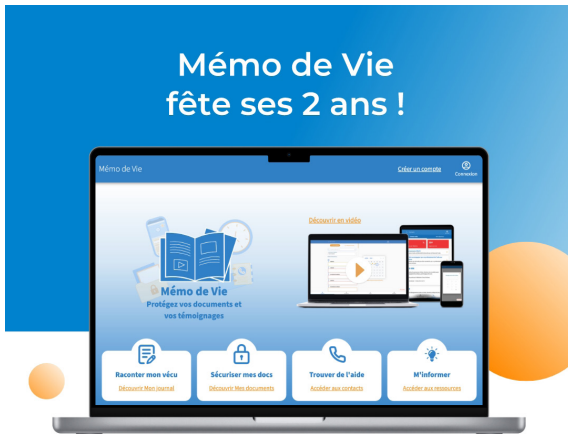 Mémo de Vie
fête ses 2 ans !
Mémo de Vie
Créer un compte
Connexion
Découvrir en vidéo
Mémo de Vie
Protégez vos documents et
vos témoignages
Raconter mon vécu
Découvrir Mon journal
Sécuriser mes docs
Découvrir Mes documents
Trouver de l'aide
Accéder aux contacts
M'informer
Accéder aux ressources